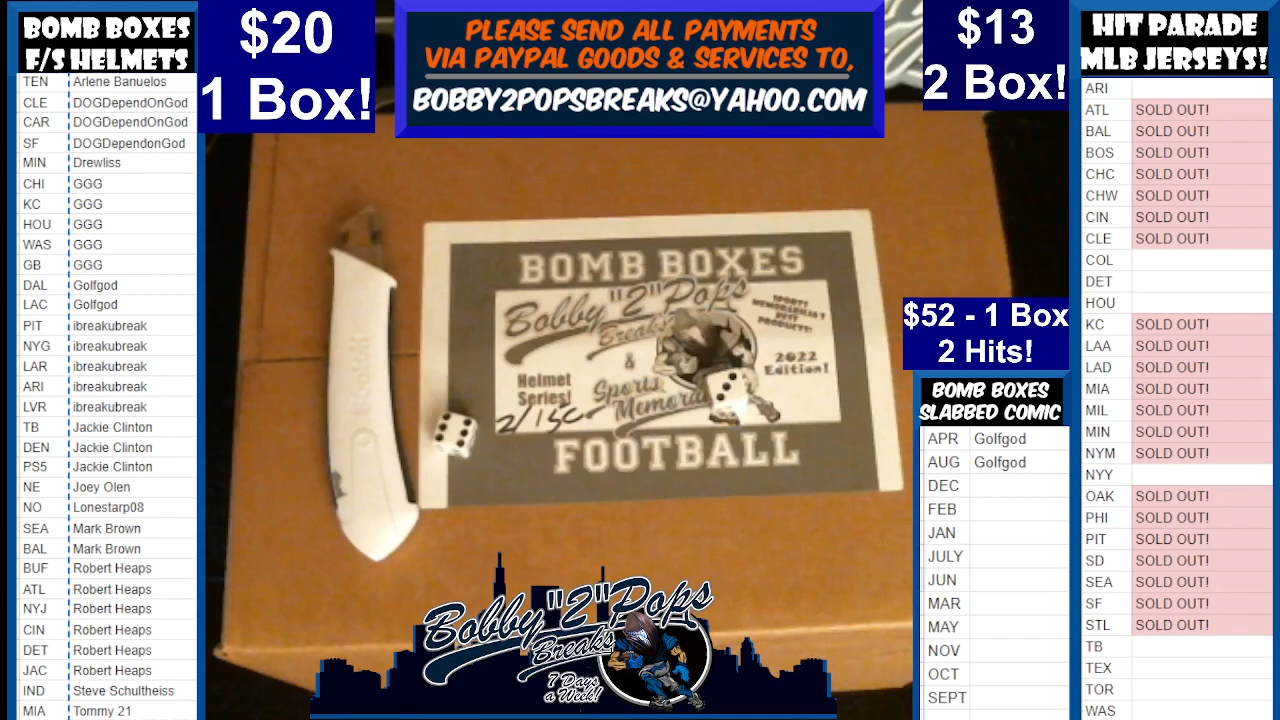 BOMB BOXES
F/S HELMETS
TEN Arlene Banuelos
CLE DOGDependOnGod
CAR DOGDependOnGod
SF DOGDependonGod
MIN Drewliss
CHI GGG
KC GGG
HOU GGG
WAS GGG
GB GGG
DAL Golfgod
LAC Golfgod
PIT ibreakubreak
NYG ibreakubreak
LAR ibreakubreak
ARI ibreakubreak
LVR ibreakubreak
TB Jackie Clinton
DEN Jackie Clinton
PS5 Jackie Clinton
NE Joey Olen
NO Lonestarp08
SEA Mark Brown
BAL Mark Brown
BUF Robert Heaps
ATL Robert Heaps
NYJ Robert Heaps
CIN Robert Heaps
DET Robert Heaps
JAC Robert Heaps
IND Steve Schultheiss
MIA Tommy 21
$20
1 Box!
PLEASE SEND ALL PAYMENTS
VIA PAYPAL GOODS & SERVICES TO,
BOBBY2POPSBREAKS@YAHOO.COM
BOMB BOXES
Bobby "2" Pops
Breaks
&
Sports
SPORTS
MEMORABILIA'S
BEST
PRODUCTS!
2022
Edition!
Helmet
Series!
2/150
FOOTBALL
Scotch
Bobby "2" Pops
Breaks
7 Days
a Week!
$13
2 Box!
$52 - 1 Box
2 Hits!
BOMB BOXES
SLABBED COMIC
APR Golfgod
AUG Golfgod
DEC
FEB
JAN
JULY
JUN
MAR
MAY
NOV
OCT
SEPT
HIT PARADE
MLB JERSEYS!
ARI
ATL SOLD OUT!
BAL SOLD OUT!
BOS SOLD OUT!
CHC SOLD OUT!
CHW SOLD OUT!
CIN SOLD OUT!
CLE SOLD OUT!
COL
DET
HOU
KC SOLD OUT!
LAA SOLD OUT!
LAD SOLD OUT!
MIA SOLD OUT!
MIL SOLD OUT!
MIN SOLD OUT!
NYM SOLD OUT!
NYY
OAK SOLD OUT!
PHI SOLD OUT!
PIT SOLD OUT!
SD SOLD OUT!
SEA SOLD OUT!
SF SOLD OUT!
STL SOLD OUT!
TB
TEX
TOR
WAS